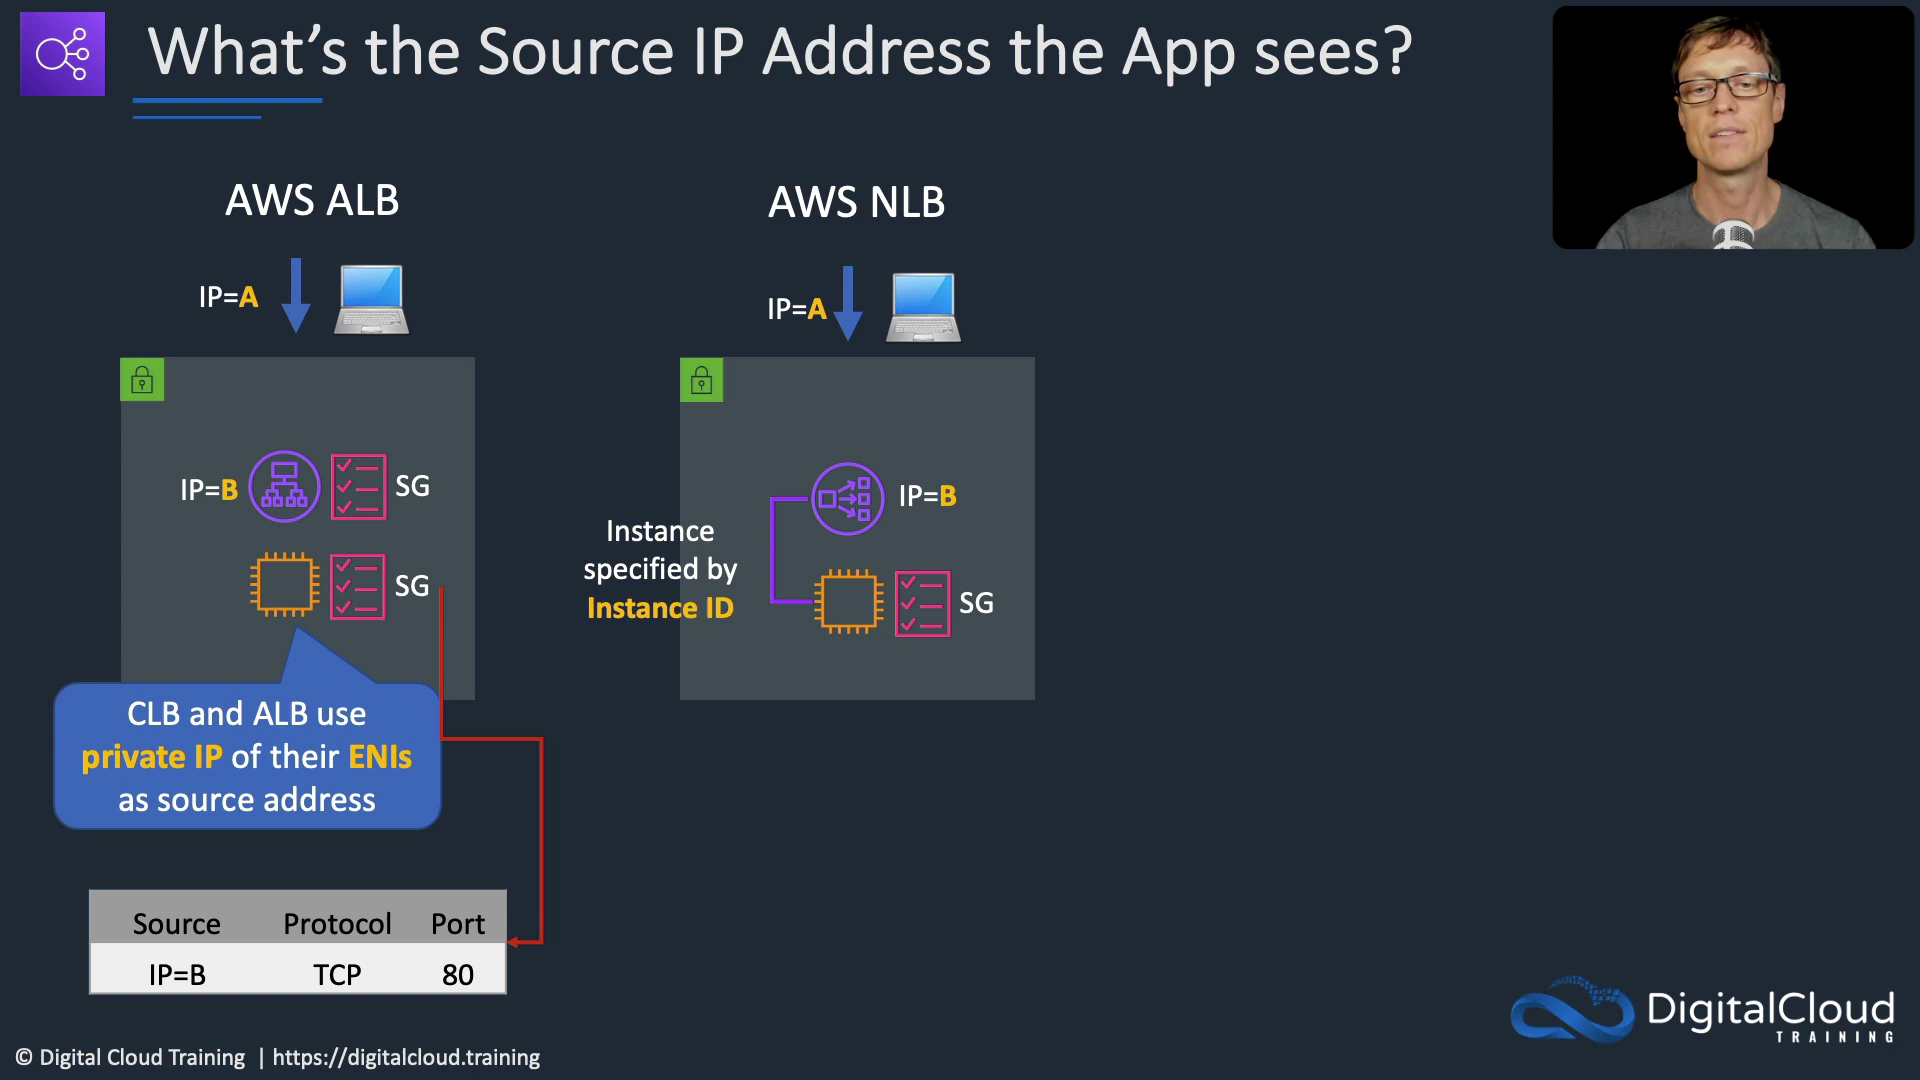 What's the Source IP Address the App sees?
AWS ALB
IP=A
IP=B
SG
SG
CLB and ALB use
private IP of their ENIs
as source address
Source Protocol Port
IP=B TCP 80
AWS NLB
IP=A
IP=B
Instance
specified by
Instance ID
SG
DigitalCloud
TRAINING
© Digital Cloud Training | https://digitalcloud.training